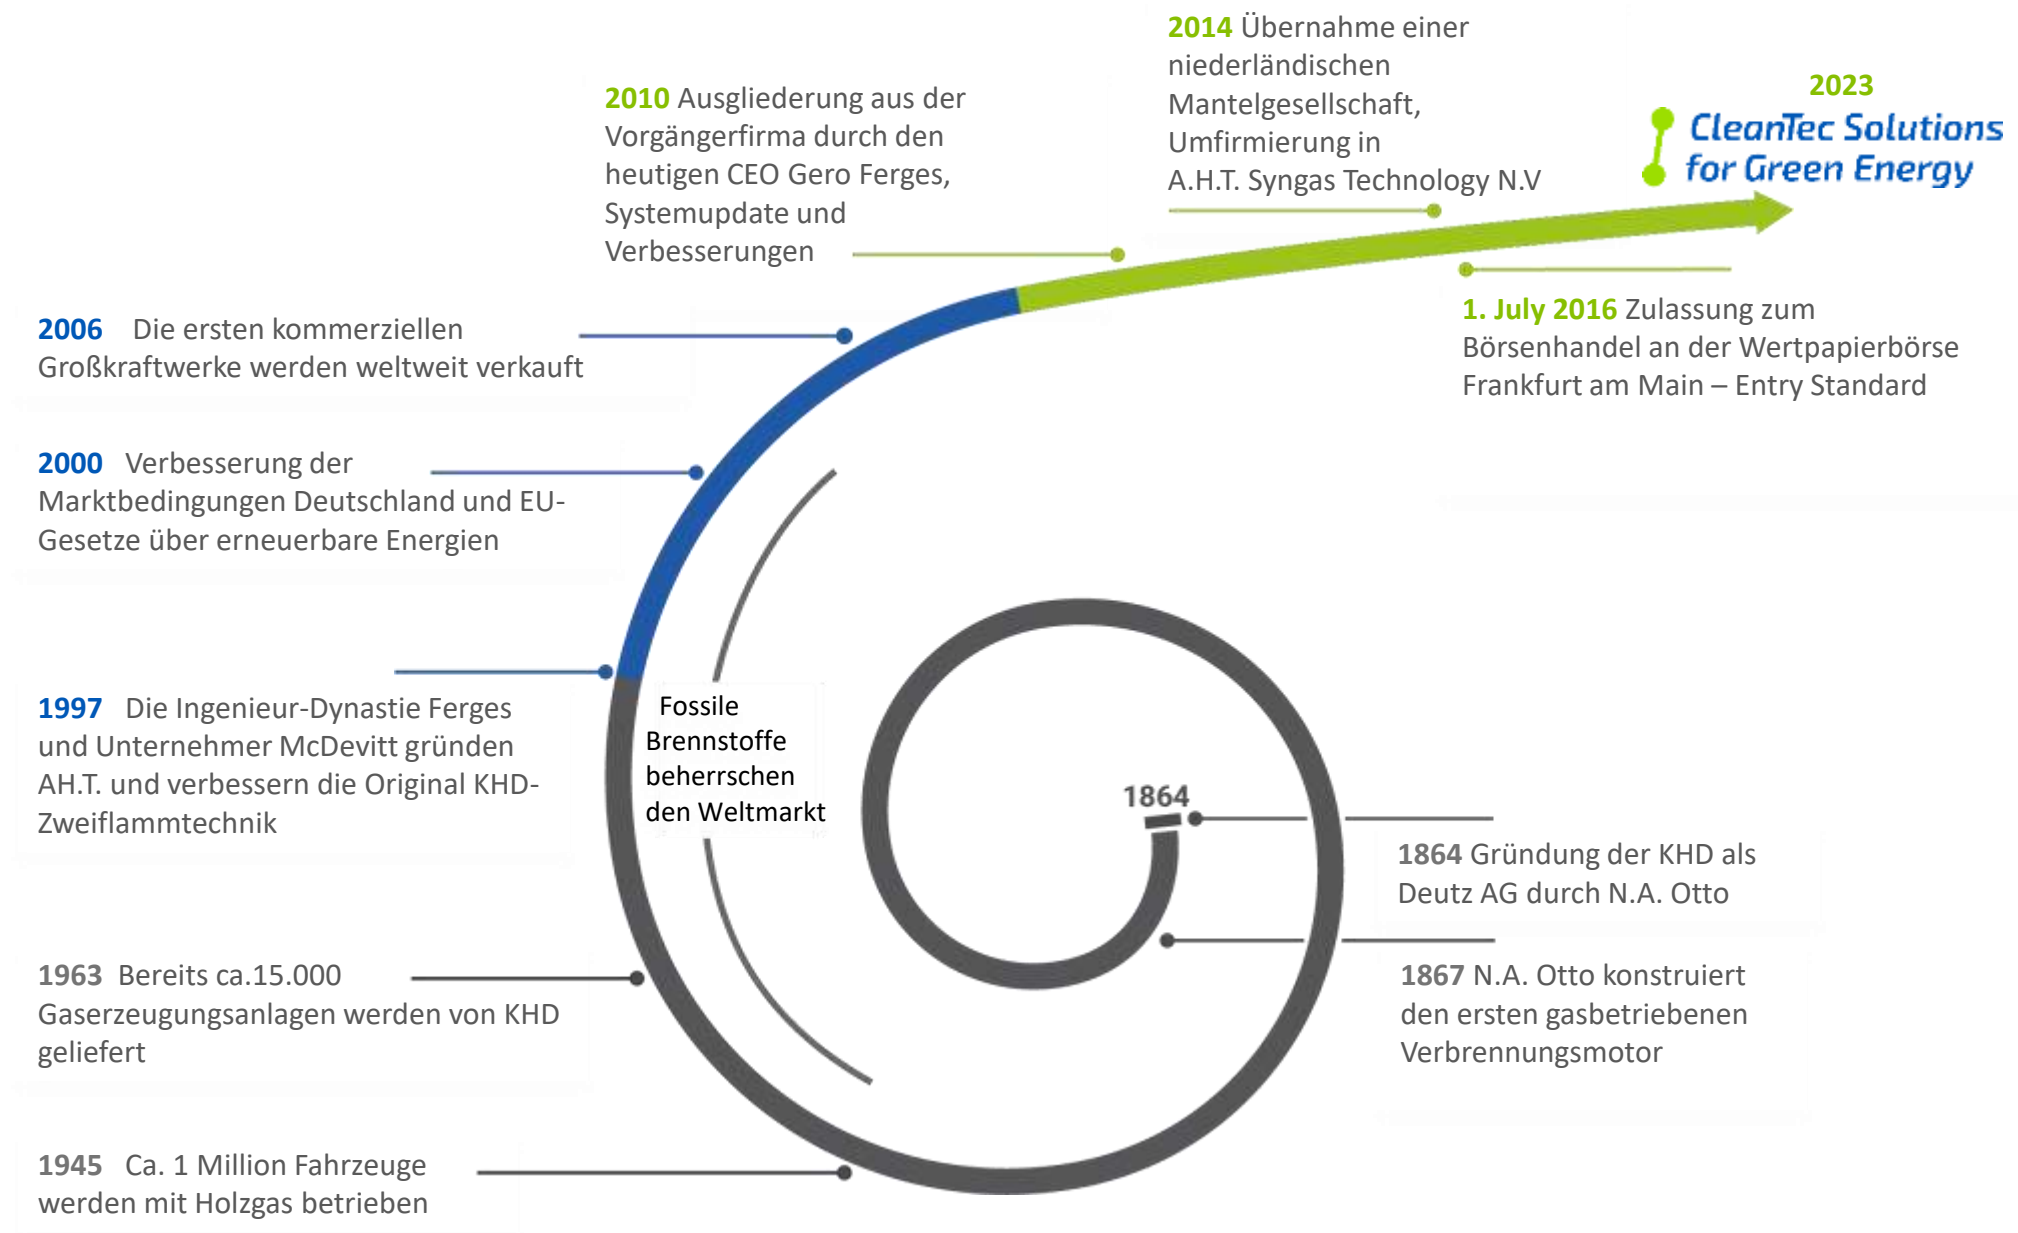 2014 Übernahme einer
niederländischen
Mantelgesellschaft,
Umfirmierung in
A.H.T. Syngas Technology N.V
2023
CleanTec Solutions
for Green Energy
2010 Ausgliederung aus der
Vorgängerfirma durch den
heutigen CEO Gero Ferges,
Systemupdate und
Verbesserungen
1. July 2016 Zulassung zum
Börsenhandel an der Wertpapierbörse
Frankfurt am Main – Entry Standard
2006 Die ersten kommerziellen
Großkraftwerke werden weltweit verkauft
2000 Verbesserung der
Marktbedingungen Deutschland und EU-
Gesetze über erneuerbare Energien
1997 Die Ingenieur-Dynastie Ferges
und Unternehmer McDevitt gründen
AH.T. und verbessern die Original KHD-
Zweiflammtechnik
Fossile
Brennstoffe
beherrschen
den Weltmarkt
1864
1864 Gründung der KHD als
Deutz AG durch N.A. Otto
1867 N.A. Otto konstruiert
den ersten gasbetriebenen
Verbrennungsmotor
1963 Bereits ca.15.000
Gaserzeugungsanlagen werden von KHD
geliefert
1945 Ca. 1 Million Fahrzeuge
werden mit Holzgas betrieben